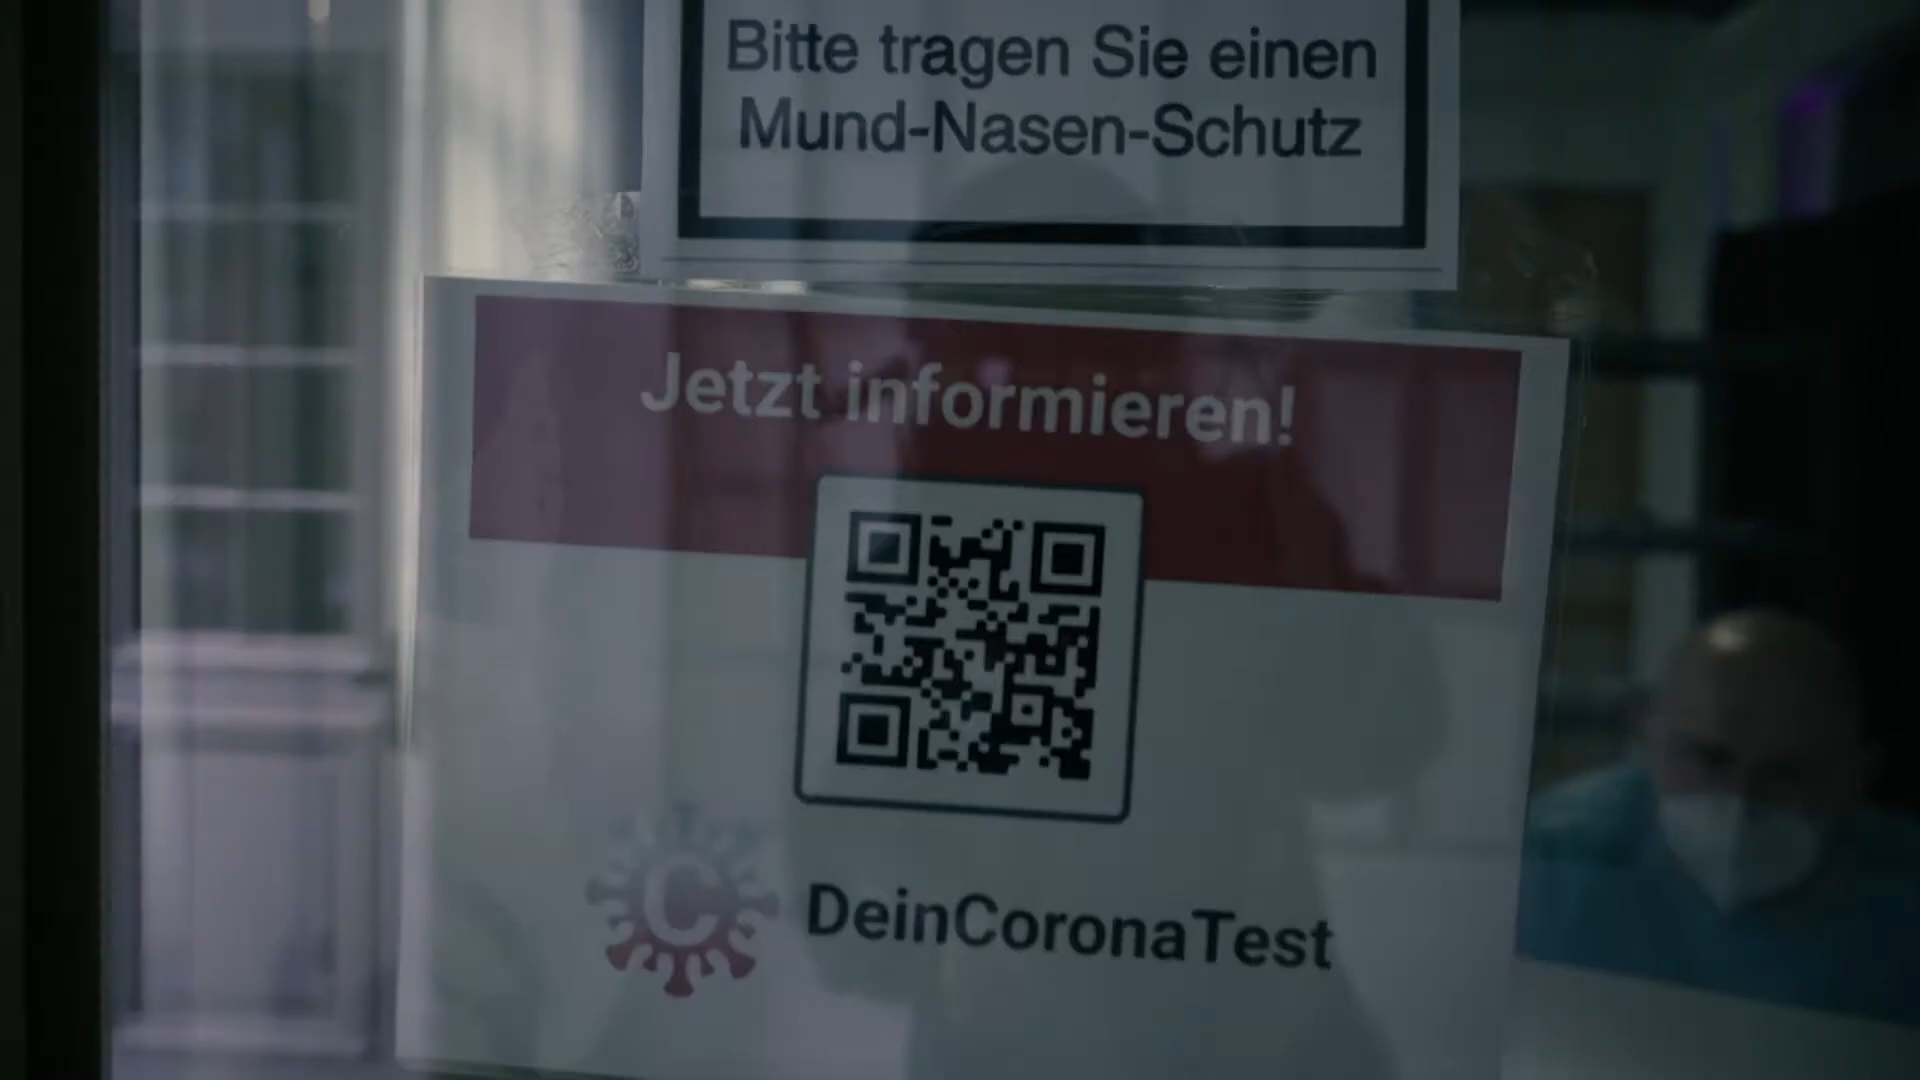 Bitte tragen Sie einen
Mund-Nasen-Schutz
Jetzt informieren!
C
DeinCoronaTest